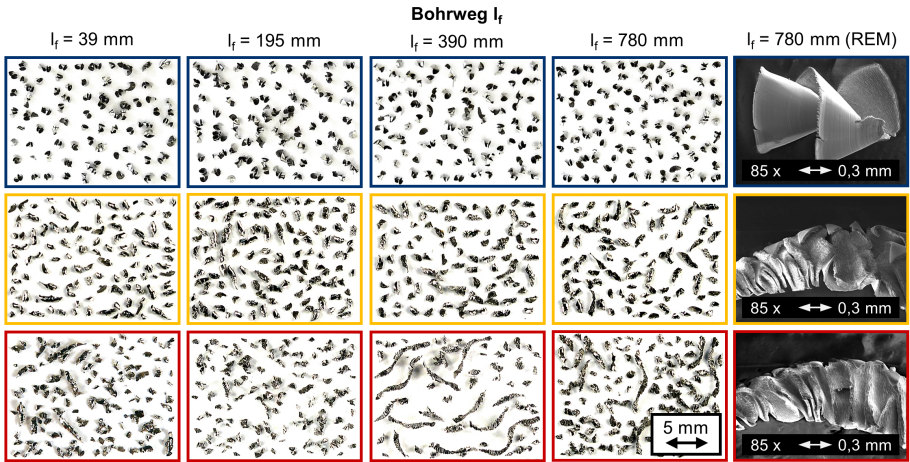 Bohrweg lf
lf = 39 mm
lf = 195 mm
lf = 390 mm
lf = 780 mm
lf = 780 mm (REM)
85 x 0,3 mm
85 x 0,3 mm
5 mm
85 x 0,3 mm